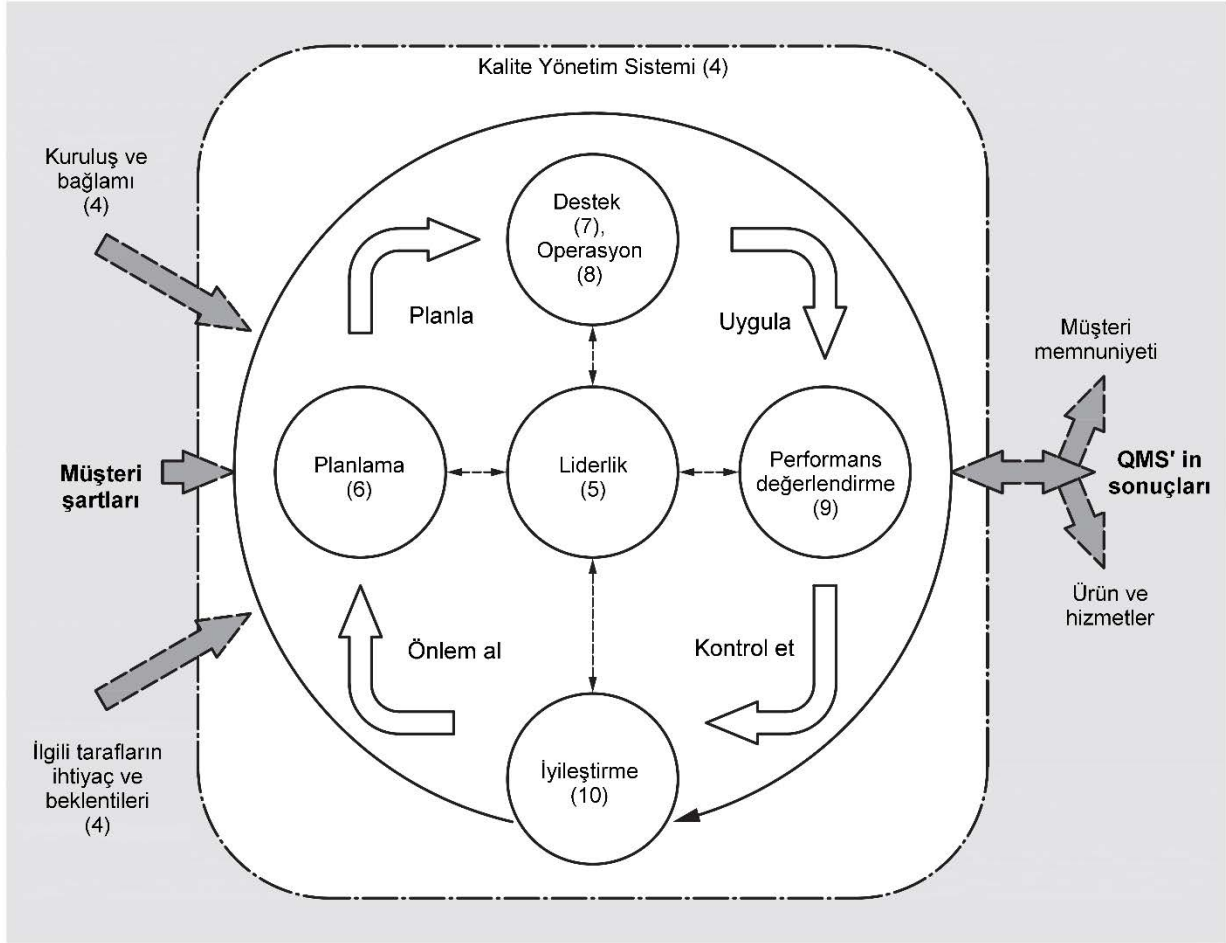 Kalite Yönetim Sistemi (4)
Kuruluş ve
bağlamı
(4)
Destek
(7),
Operasyon
(8)
Planla
Uygula
Müşteri
memnuniyeti
Müşteri
şartları
Planlama
(6)
Liderlik
(5)
Performans
değerlendirme
(9)
QMS' in
sonuçları
Ürün ve
hizmetler
Önlem al
Kontrol et
İlgili tarafların
ihtiyaç ve
beklentileri
(4)
İyileştirme
(10)